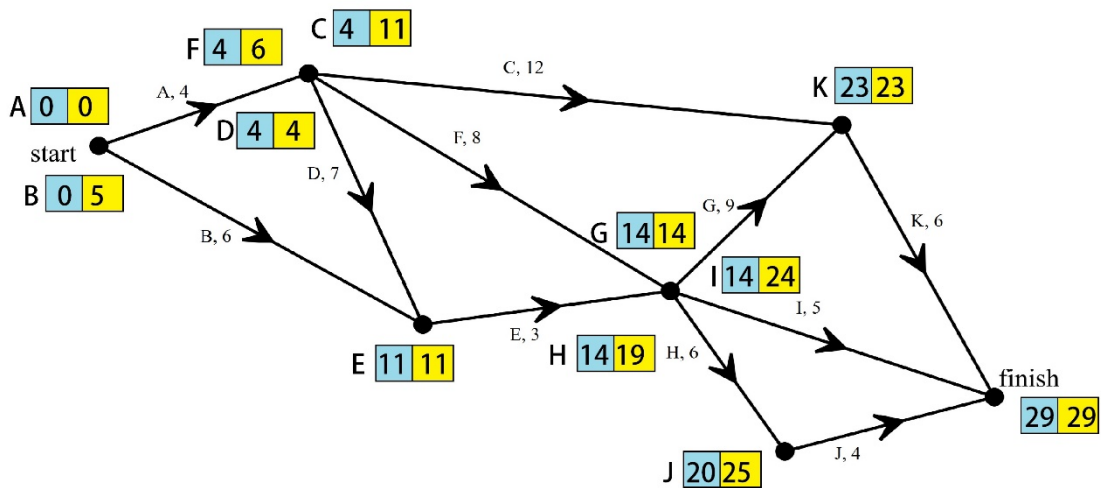 C 4 11
F 4 6
C, 12
K 23 23
A, 4
A 0 0
D 4 4
F, 8
start
D, 7
B 0 5
G, 9
G 14 14
K, 6
B, 6
I 14 24
I, 5
E, 3
H 14 19
H, 6
E 11 11
finish
29 29
J, 4
J 20 25